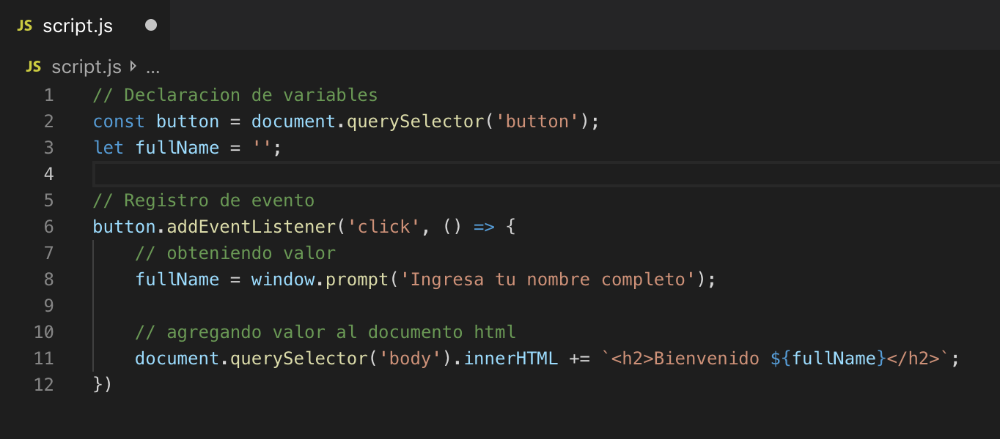 JS script.js
JS script.js ...
1 // Declaracion de variables
2 const button = document.querySelector('button');
3 let fullName = '';
4
5 // Registro de evento
6 button.addEventListener('click', () => {
7     // obteniendo valor
8     fullName = window.prompt('Ingresa tu nombre completo');
9
10     // agregando valor al documento html
11     document.querySelector('body').innerHTML += `<h2>Bienvenido ${fullName}</h2>`;
12 })